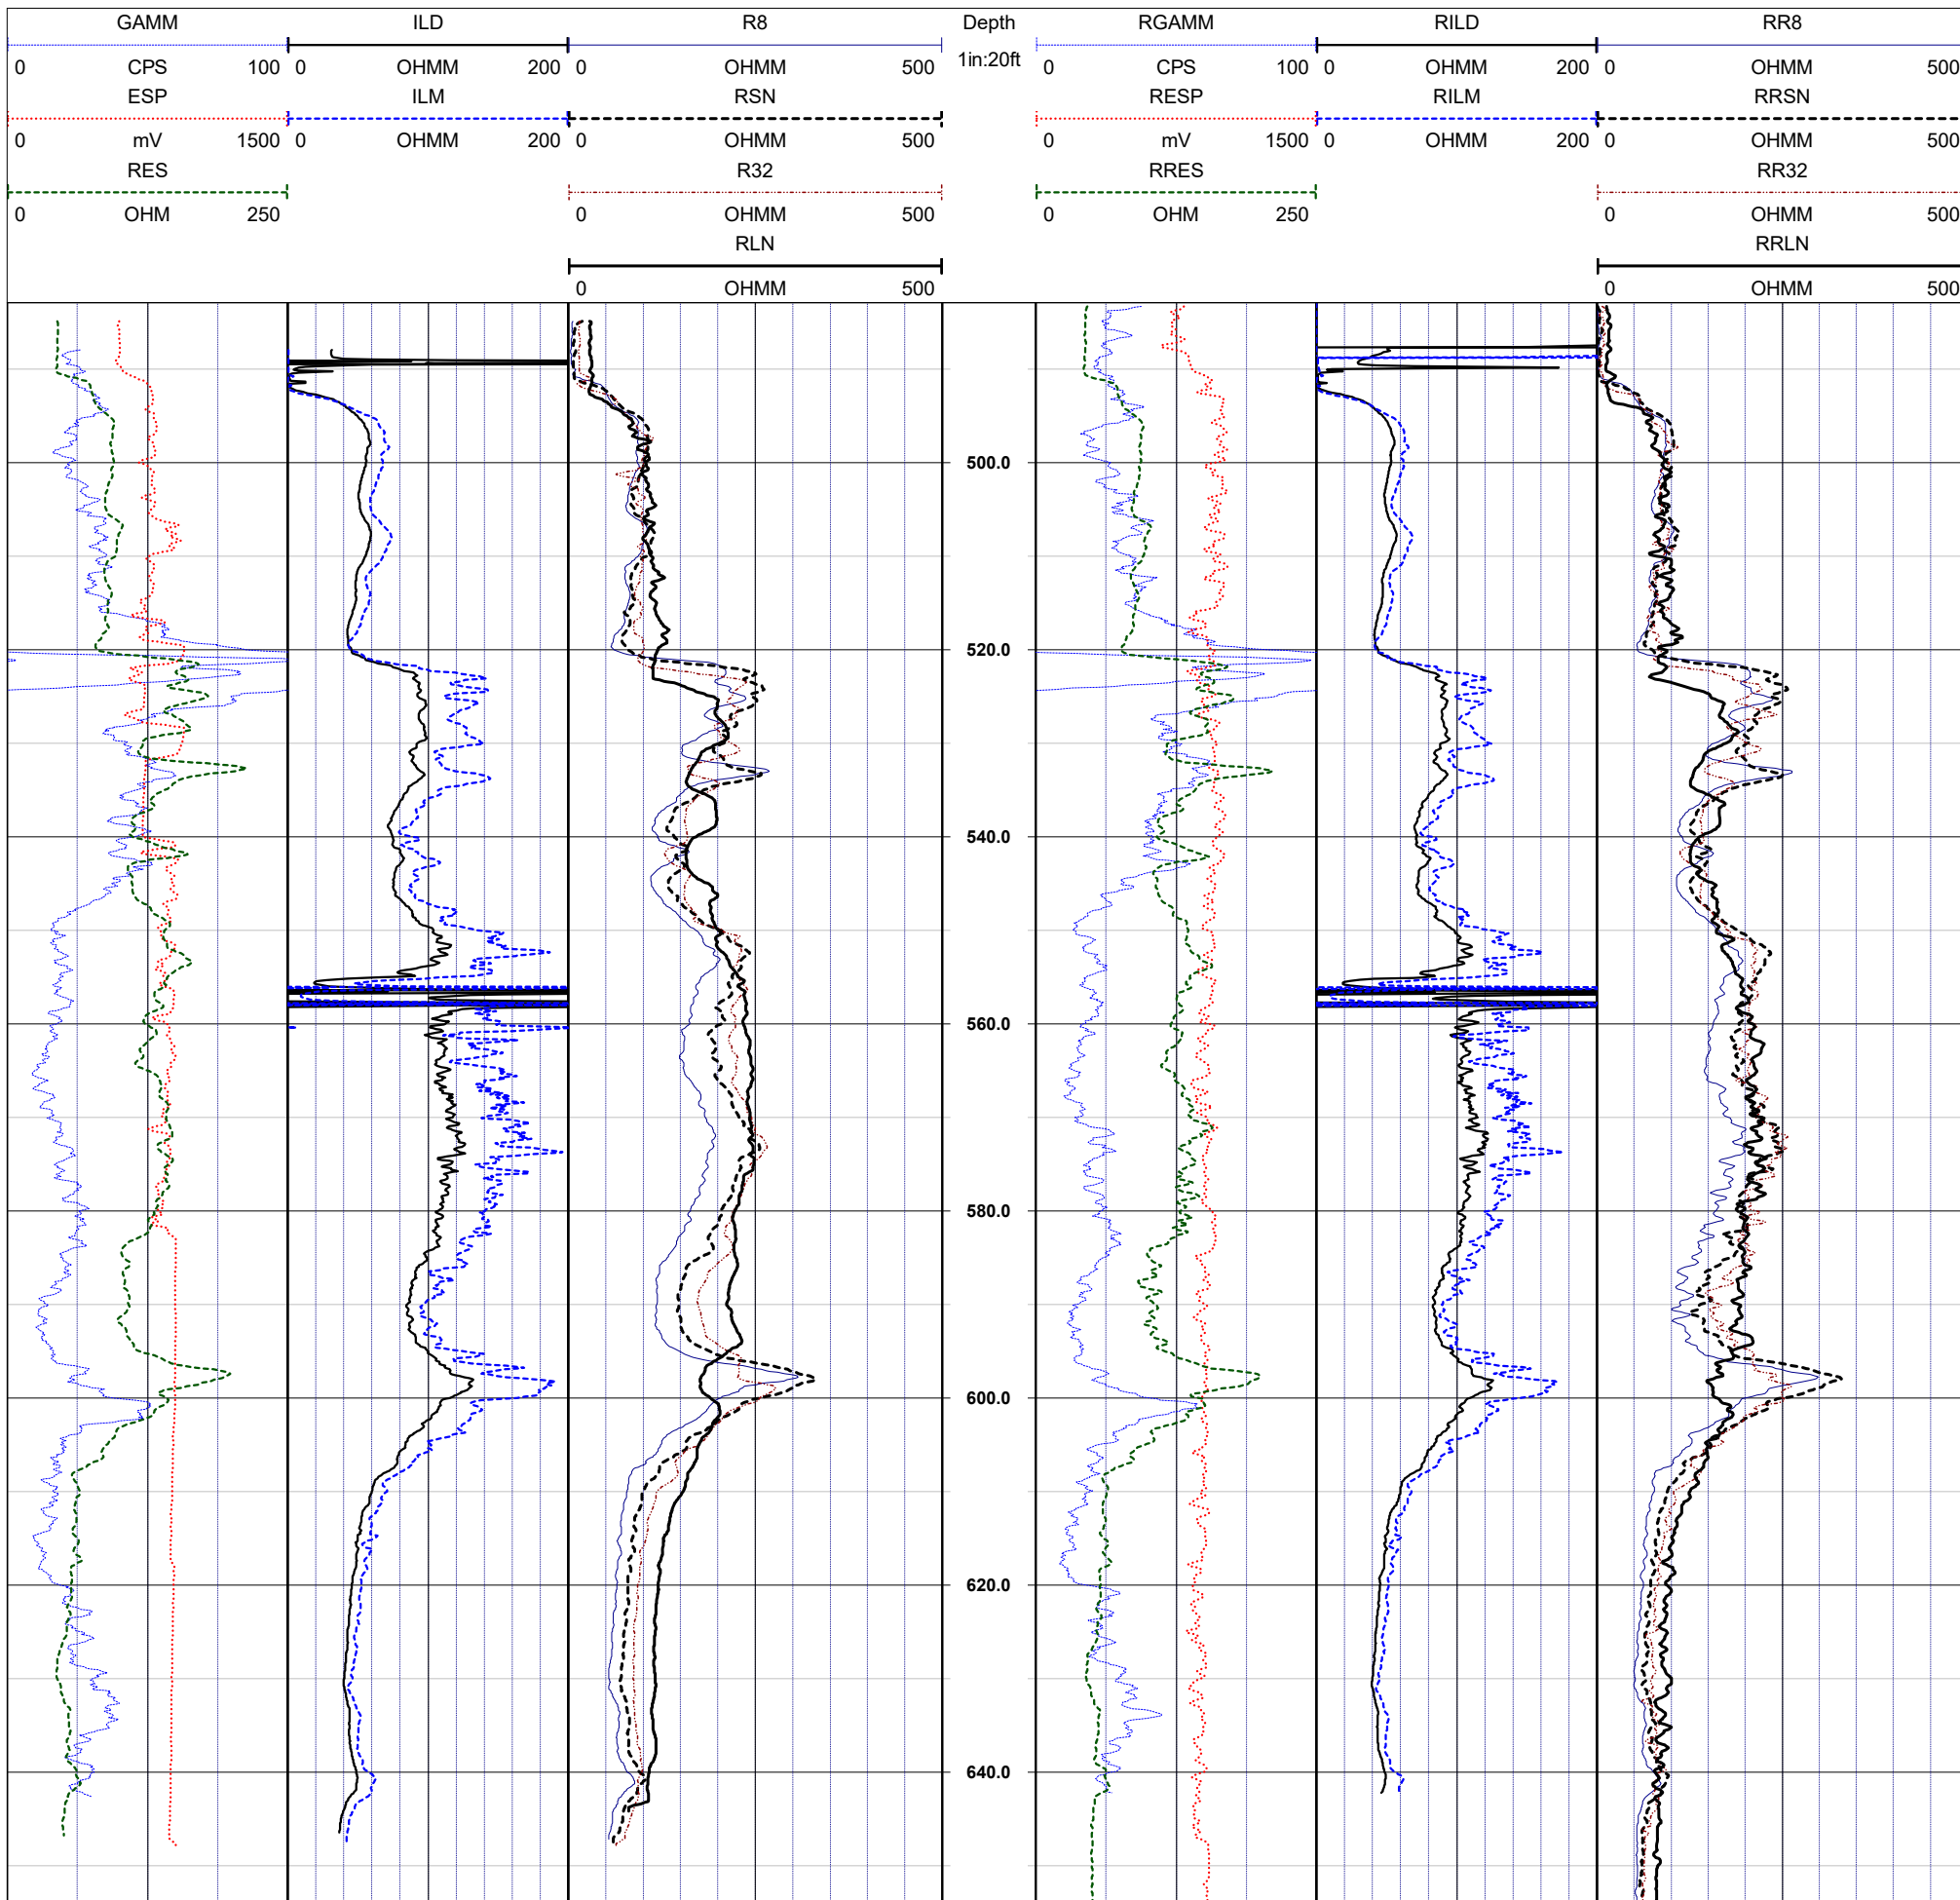 GAMM ILD R8 Depth RGAMM RILD RR8
0 CPS 100 0 OHMM 200 0 OHMM 500 1in:20ft 0 CPS 100 0 OHMM 200 0 OHMM 500
ESP ILM RSN RESP RILM RRSN
0 mV 1500 0 OHMM 200 0 OHMM 500 0 mV 1500 0 OHMM 200 0 OHMM 500
RES R32 RRES RR32
0 OHM 250 0 OHMM 500 0 OHM 250 0 OHMM 500
RLN RRLN
0 OHMM 500 0 OHMM 500
500.0
520.0
540.0
560.0
580.0
600.0
620.0
640.0